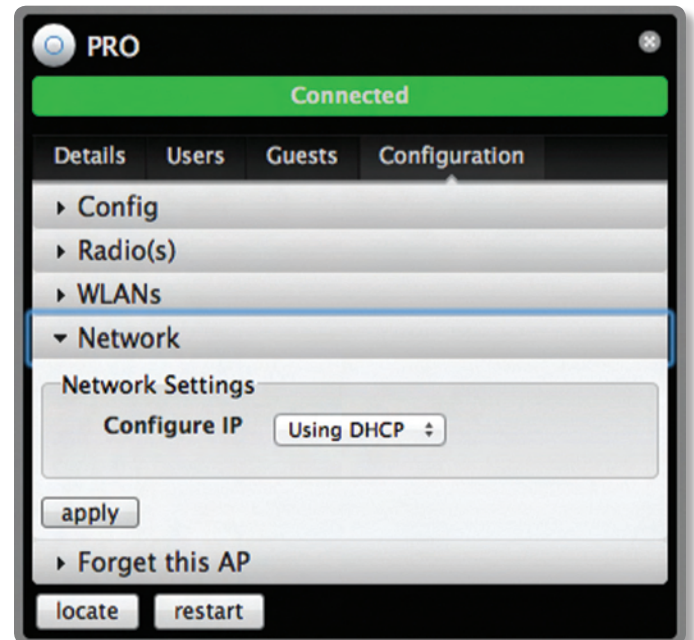 PRO
Connected
Details Users Guests Configuration
Config
Radio(s)
WLANs
Network
Network Settings
Configure IP Using DHCP
apply
Forget this AP
locate restart